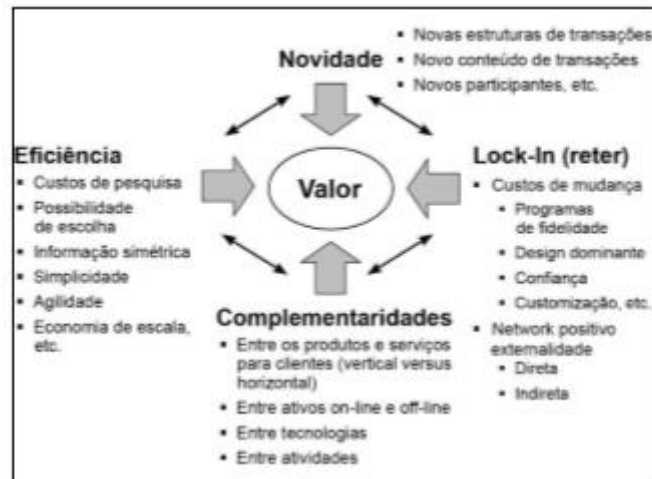 Novidade
▪ Novas estruturas de transações
▪ Novo conteúdo de transações
▪ Novos participantes, etc.
Eficiência
▪ Custos de pesquisa
▪ Possibilidade
de escolha
▪ Informação simétrica
▪ Simplicidade
▪ Agilidade
▪ Economia de escala,
etc.
Valor
Lock-In (reter)
▪ Custos de mudança
▪ Programas
de fidelidade
▪ Design dominante
▪ Confiança
▪ Customização, etc.
▪ Network positivo
externalidade
▪ Direta
▪ Indireta
Complementaridades
▪ Entre os produtos e serviços
para clientes (vertical versus
horizontal)
▪ Entre ativos on-line e off-line
▪ Entre tecnologias
▪ Entre atividades